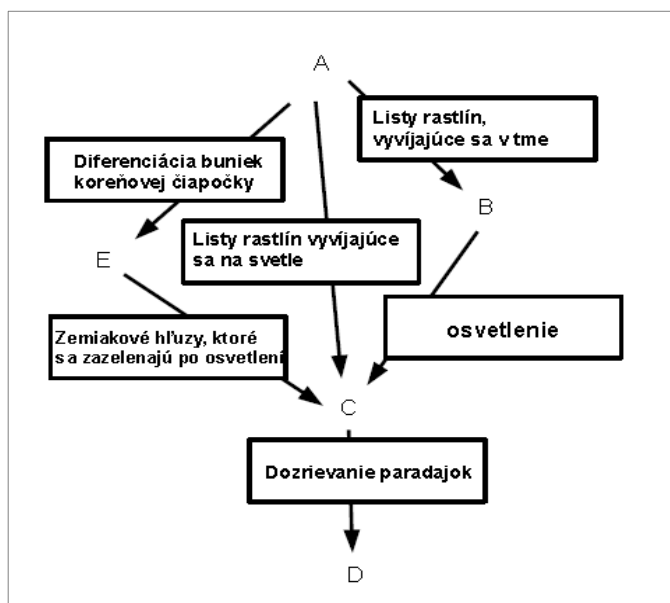 A
Listy rastlín,
vyvíjajúce sa v tme
Diferenciácia buniek
koreňovej čiapočky
B
Listy rastlín vyvíjajúce
sa na svetle
E
osvetlenie
Zemiakové hľuzy, ktoré
sa zazelenajú po osvetlení
C
Dozrievanie paradajok
D